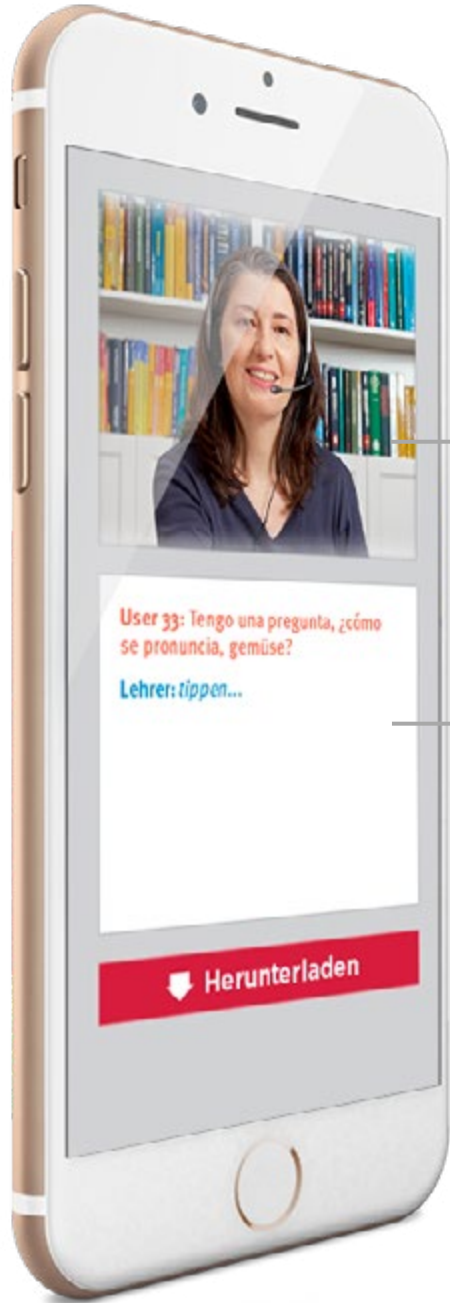 User 33: Tengo una pregunta, ¿cómo
se pronuncia, gemüse?
Lehrer: tippen...
Herunterladen